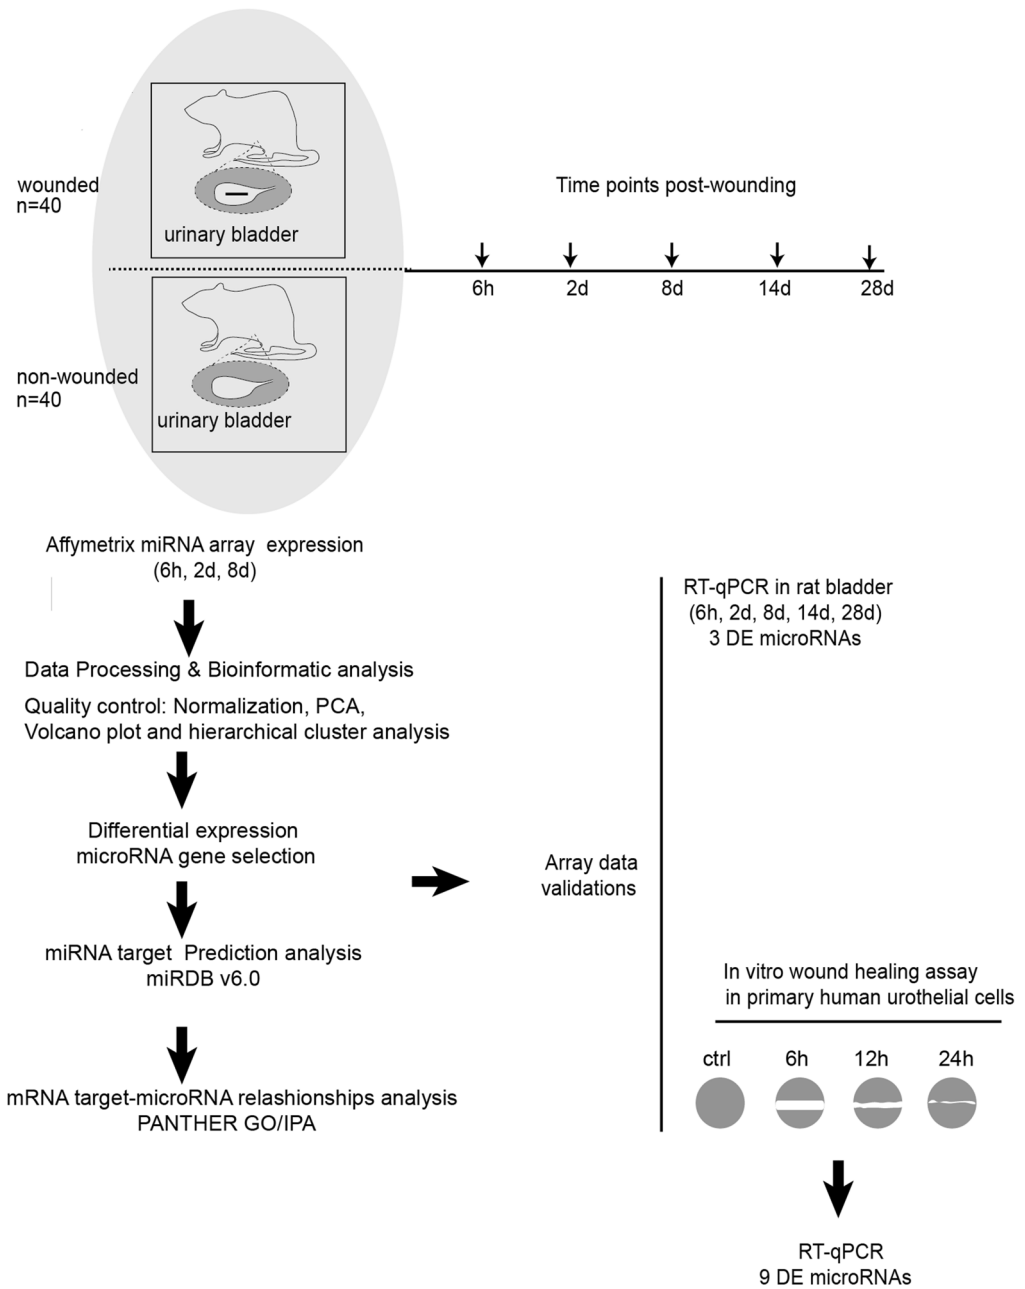 wounded
n=40
urinary bladder
Time points post-wounding
6h 2d 8d 14d 28d
non-wounded
n=40
urinary bladder
Affymetrix miRNA array expression
(6h, 2d, 8d)
Data Processing & Bioinformatic analysis
Quality control: Normalization, PCA,
Volcano plot and hierarchical cluster analysis
Differential expression
microRNA gene selection
miRNA target Prediction analysis
miRDB v6.0
mRNA target-microRNA relashionships analysis
PANTHER GO/IPA
Array data
validations
RT-qPCR in rat bladder
(6h, 2d, 8d, 14d, 28d)
3 DE microRNAs
In vitro wound healing assay
in primary human urothelial cells
ctrl 6h 12h 24h
RT-qPCR
9 DE microRNAs